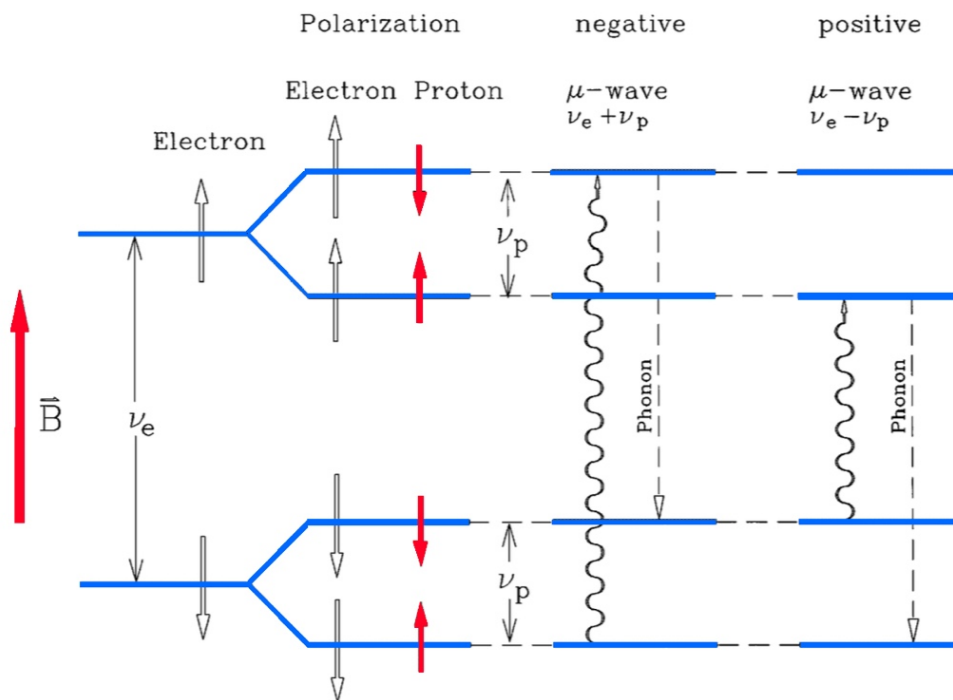 Polarization negative positive
Electron Proton μ-wave μ-wave
νe+νp νe−νp
Electron
νp
B⃗
νe
Phonon Phonon
νp